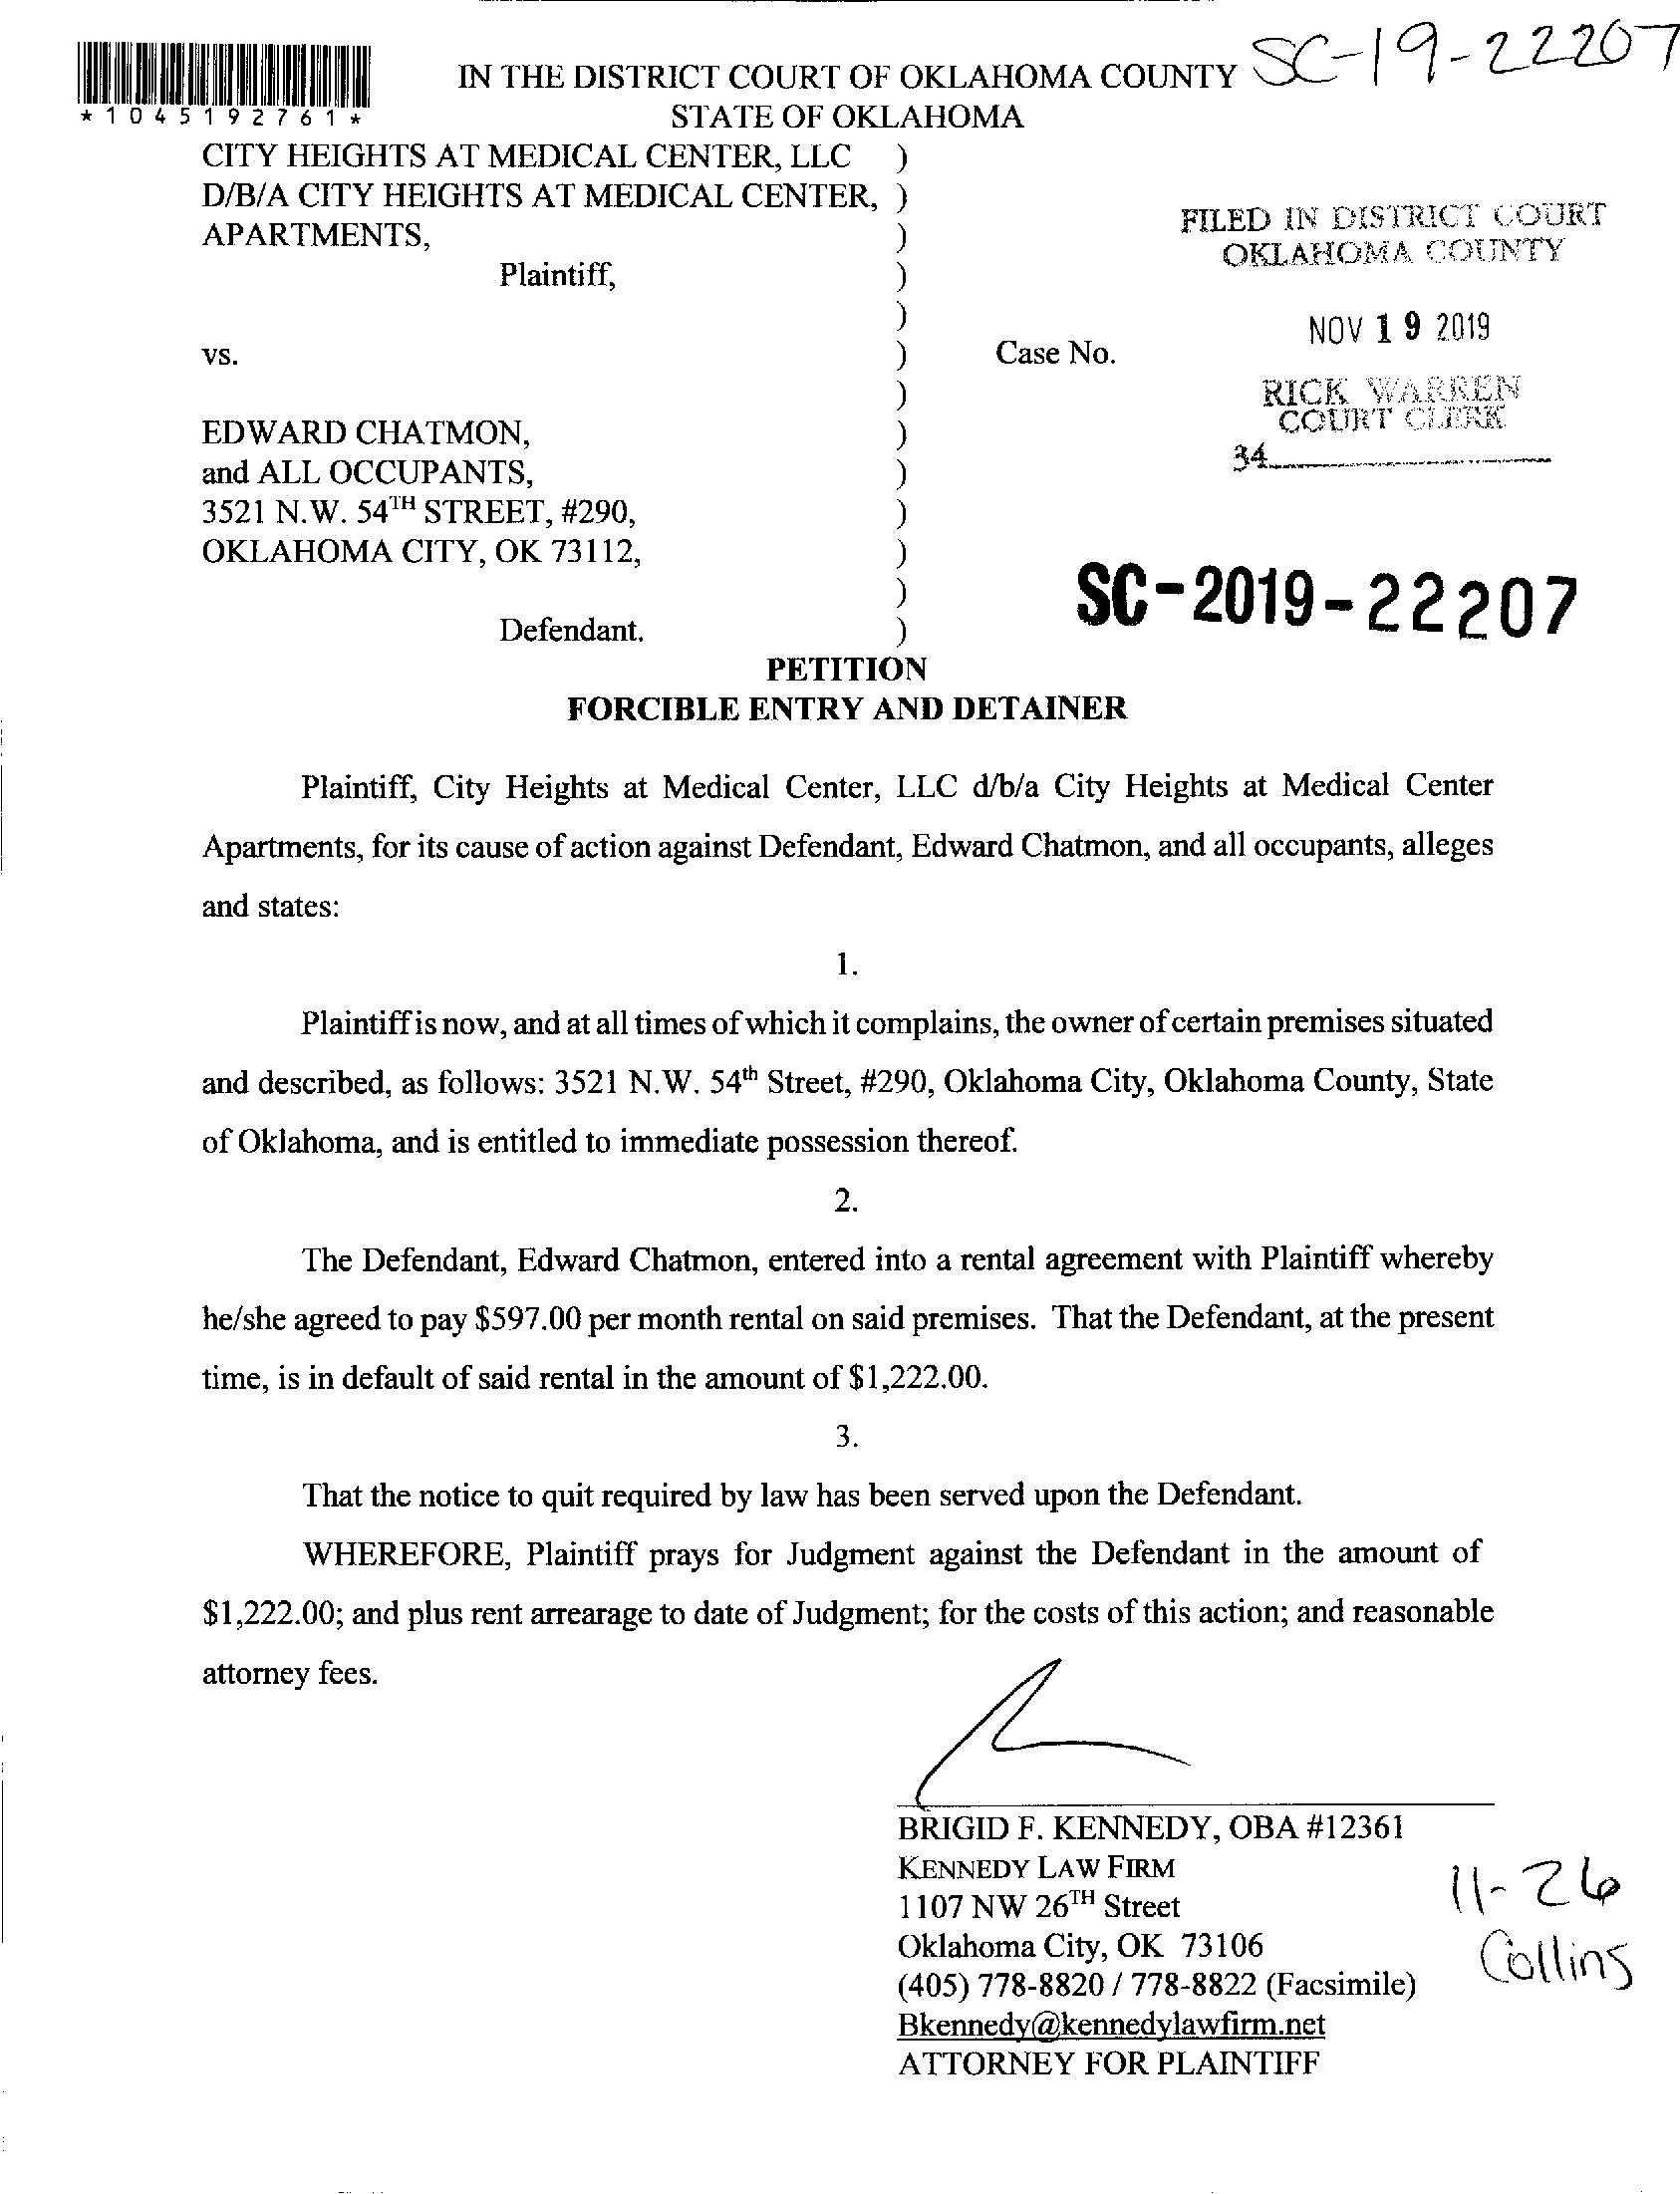 SC-19-22207
*1045192761*
IN THE DISTRICT COURT OF OKLAHOMA COUNTY
STATE OF OKLAHOMA
CITY HEIGHTS AT MEDICAL CENTER, LLC )
D/B/A CITY HEIGHTS AT MEDICAL CENTER, )
APARTMENTS, )
Plaintiff, )
)
vs. ) Case No.
)
EDWARD CHATMON, )
and ALL OCCUPANTS, )
3521 N.W. 54TH STREET, #290, )
OKLAHOMA CITY, OK 73112, )
)
Defendant. )
FILED IN DISTRICT COURT
OKLAHOMA COUNTY
NOV 19 2019
RICK WARREN
COURT CLERK
34
SC-2019-22207
PETITION
FORCIBLE ENTRY AND DETAINER
Plaintiff, City Heights at Medical Center, LLC d/b/a City Heights at Medical Center
Apartments, for its cause of action against Defendant, Edward Chatmon, and all occupants, alleges
and states:
1.
Plaintiff is now, and at all times of which it complains, the owner of certain premises situated
and described, as follows: 3521 N.W. 54th Street, #290, Oklahoma City, Oklahoma County, State
of Oklahoma, and is entitled to immediate possession thereof.
2.
The Defendant, Edward Chatmon, entered into a rental agreement with Plaintiff whereby
he/she agreed to pay $597.00 per month rental on said premises. That the Defendant, at the present
time, is in default of said rental in the amount of $1,222.00.
3.
That the notice to quit required by law has been served upon the Defendant.
WHEREFORE, Plaintiff prays for Judgment against the Defendant in the amount of
$1,222.00; and plus rent arrearage to date of Judgment; for the costs of this action; and reasonable
attorney fees.
BRIGID F. KENNEDY, OBA #12361
KENNEDY LAW FIRM
1107 NW 26TH Street
Oklahoma City, OK 73106
(405) 778-8820 / 778-8822 (Facsimile)
Bkennedy@kennedylawfirm.net
ATTORNEY FOR PLAINTIFF
11-26
Collins